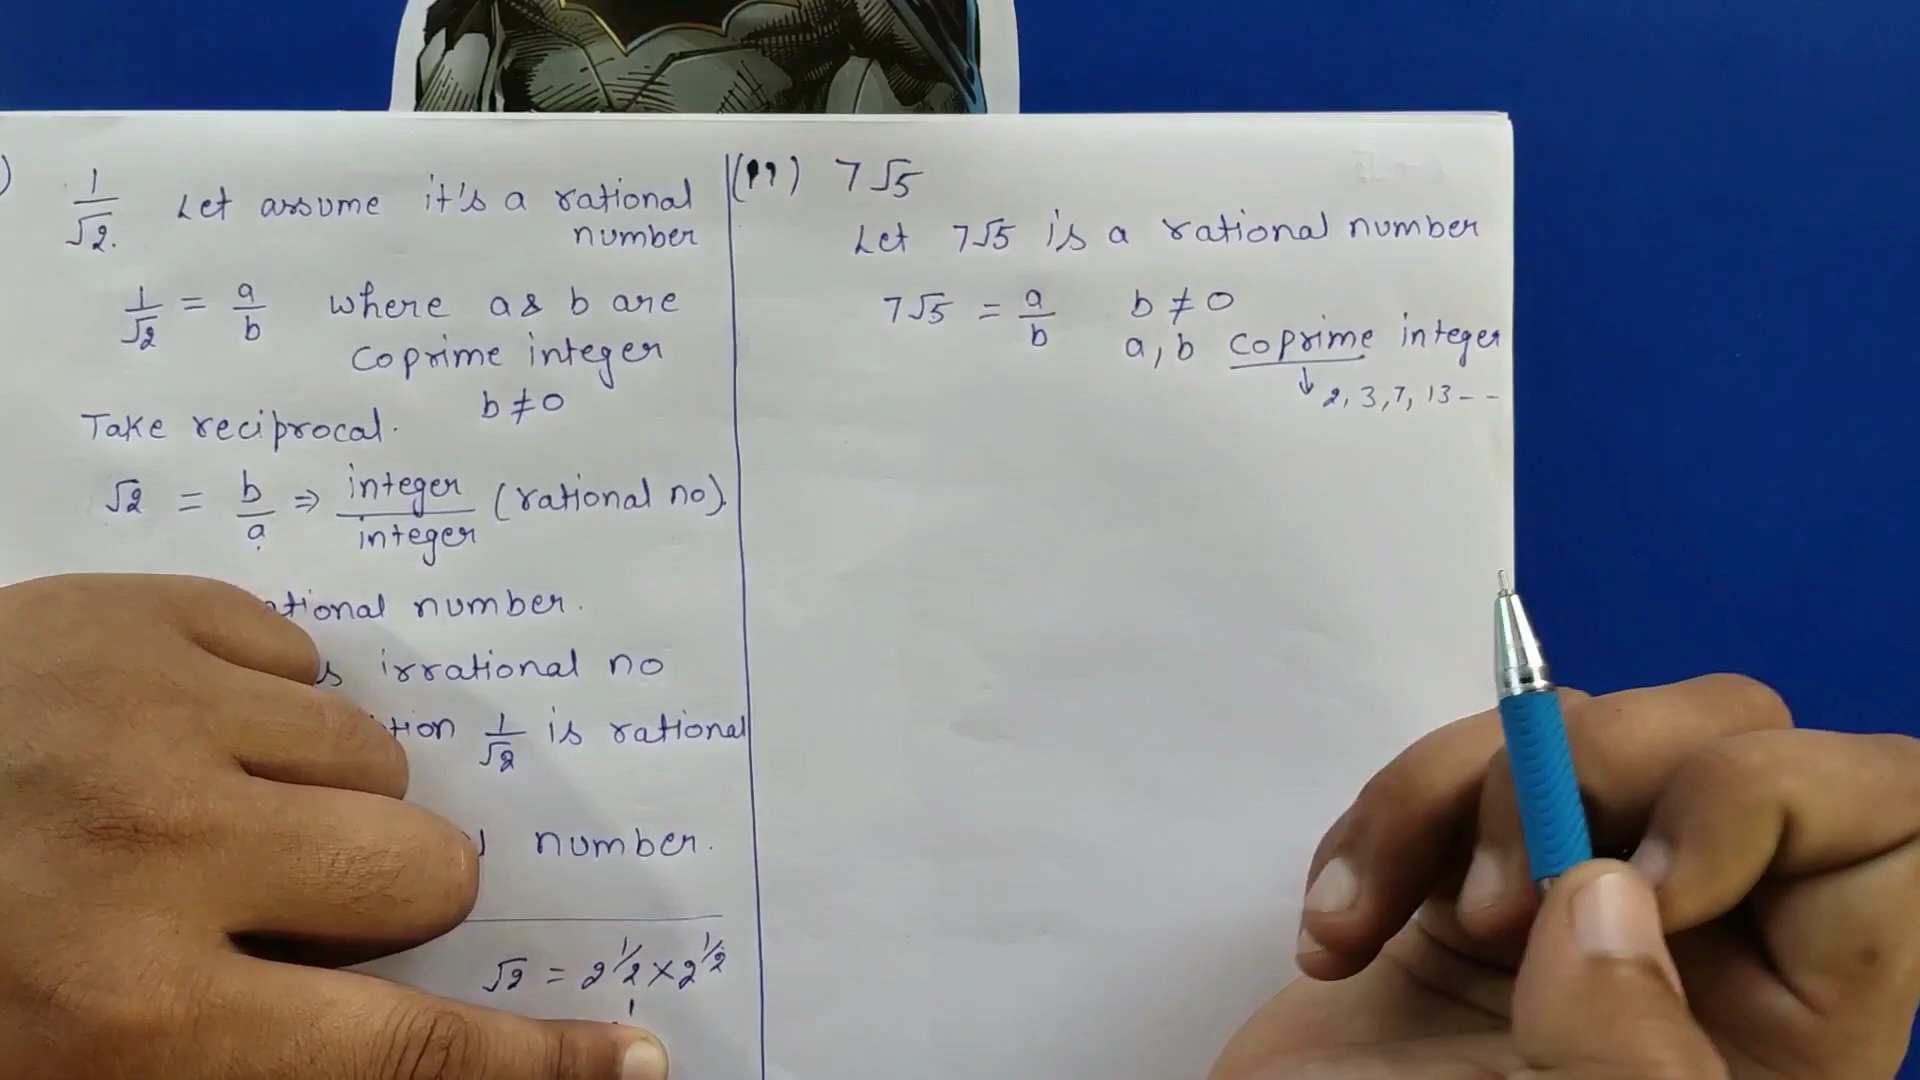 1/√2. Let assume it's a rational
number
1/√2 = a/b where a & b are
coprime integer
b ≠ 0
Take reciprocal.
√2 = b/a ⇒ integer/integer (rational no).
number.
irrational no
1/√2 is rational
number.
√2 = 2^1/2 × 2^1/2
(ii) 7√5
Let 7√5 is a rational number
7√5 = a/b b ≠ 0
a, b coprime integer
↓ 2, 3, 7, 13 - -